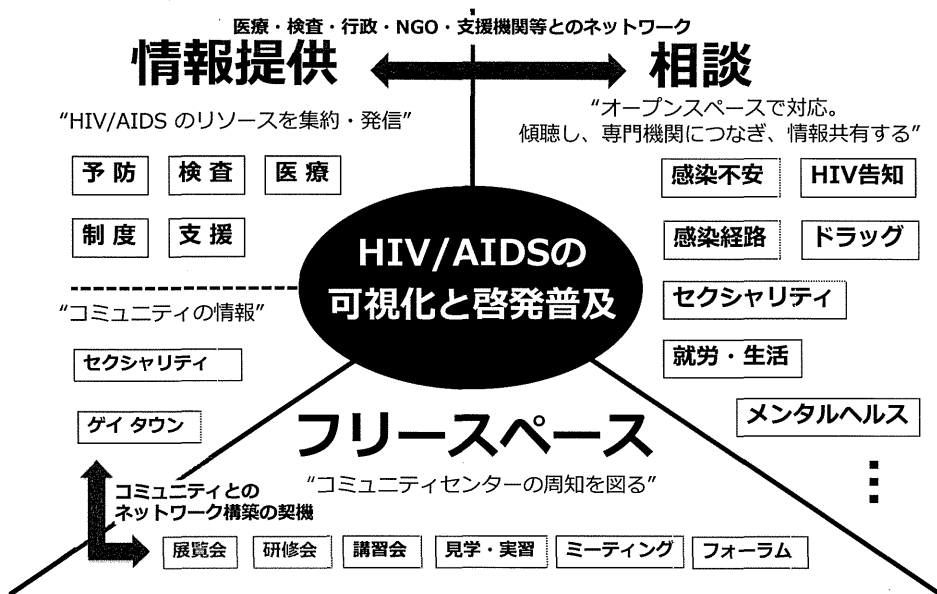 医療・検査・行政・NGO・支援機関等とのネットワーク
情報提供
相談
“HIV/AIDS のリソースを集約・発信”
予 防
検 査
医 療
制 度
支 援
“コミュニティの情報”
セクシャリティ
ゲイ タウン
“オープンスペースで対応。
傾聴し、専門機関につなぎ、情報共有する”
感染不安
HIV告知
感染経路
ドラッグ
セクシャリティ
就労・生活
メンタルヘルス
HIV/AIDSの
可視化と啓発普及
フリースペース
“コミュニティセンターの周知を図る”
コミュニティとの
ネットワーク構築の契機
展覧会
研修会
講習会
見学・実習
ミーティング
フォーラム